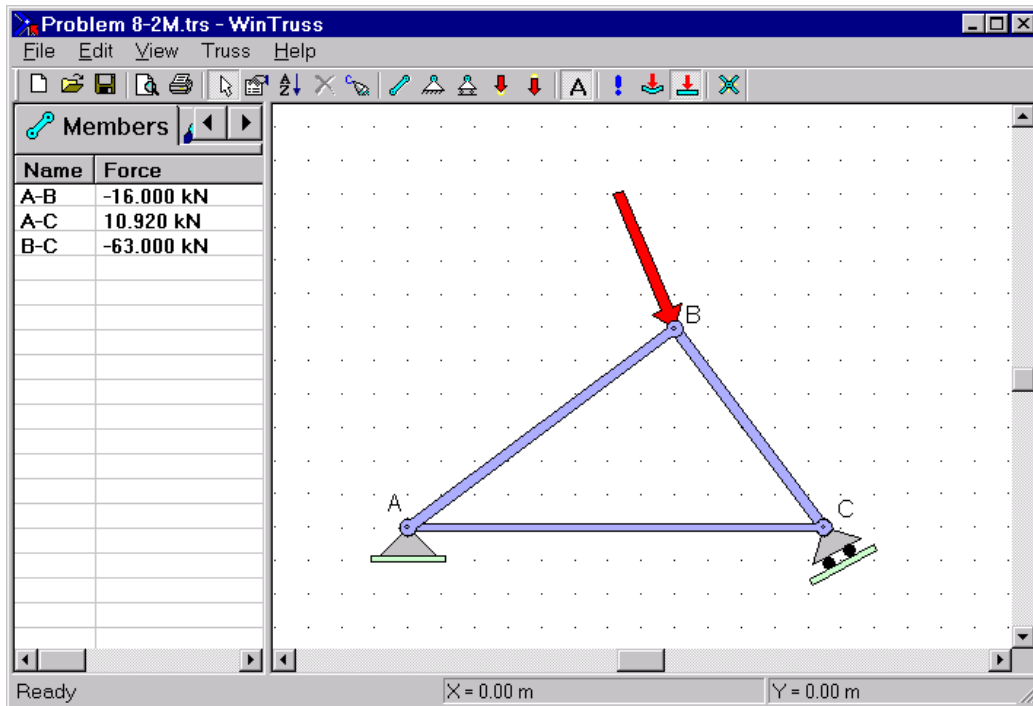 Problem 8-2M.trs - WinTruss
File Edit View Truss Help
A
Members
Name Force
A-B -16.000 kN
A-C 10.920 kN
B-C -63.000 kN
B
A
C
Ready X = 0.00 m Y = 0.00 m